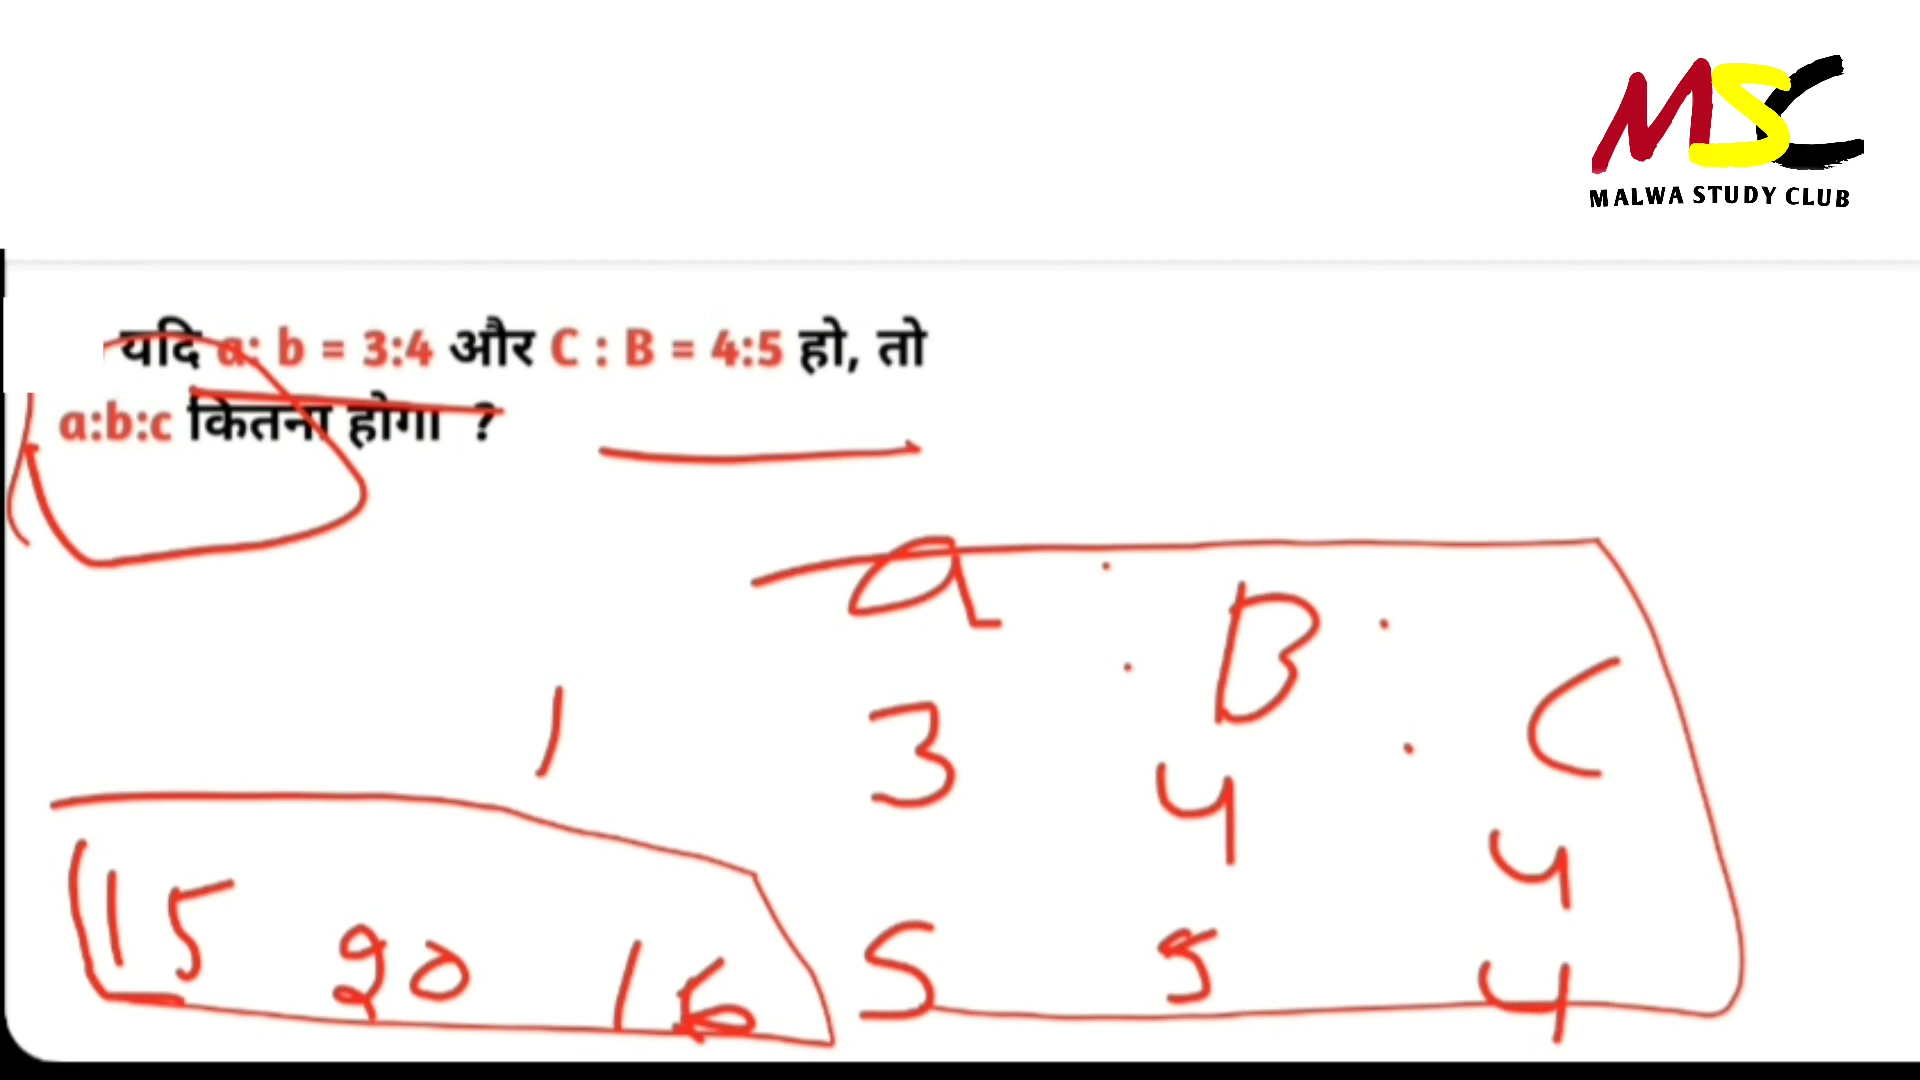 MSC
MALWA STUDY CLUB
यदि a: b = 3:4 और C : B = 4:5 हो, तो
a:b:c कितना होगा ?
a : B : C
3 4 4
5 5 4
1
15 20 16